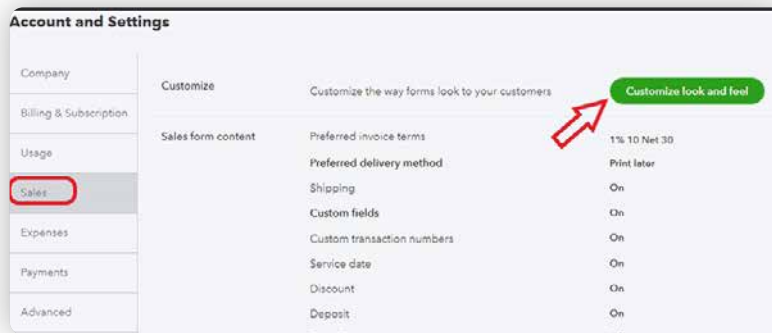 Account and Settings
Company
Billing & Subscription
Usage
Sales
Expenses
Payments
Advanced
Customize
Customize the way forms look to your customers
Customize look and feel
Sales form content
Preferred invoice terms
1% 10 Net 30
Preferred delivery method
Print later
Shipping
On
Custom fields
On
Custom transaction numbers
On
Service date
On
Discount
On
Deposit
On